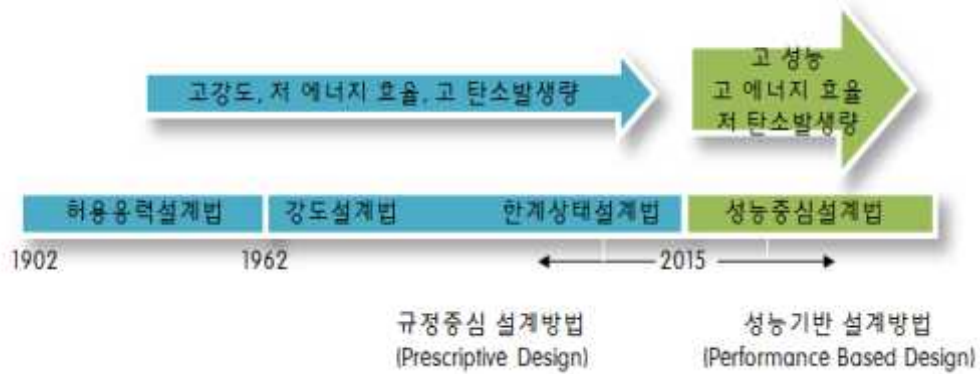 고강도, 저 에너지 효율, 고 탄소발생량
고 성능
고 에너지 효율
저 탄소발생량
허용응력설계법 강도설계법 한계상태설계법 성능중심설계법
1902 1962 2015
규정중심 설계방법 성능기반 설계방법
(Prescriptive Design) (Performance Based Design)